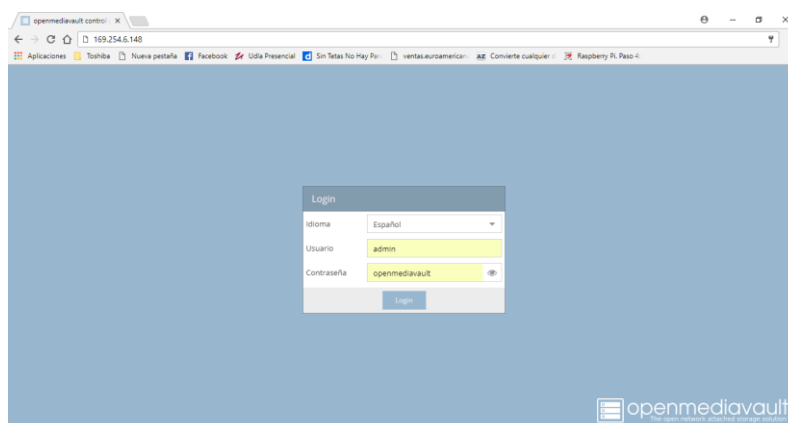 openmediavault control
169.254.6.148
Aplicaciones Toshiba Nueva pestaña Facebook Udla Presencial Sin Tetas No Hay Par ventas.euroamerican Convierte cualquier d Raspberry Pi. Paso 4:
Login
Idioma Español
Usuario admin
Contraseña openmediavault
Login
openmediavault
The open network attached storage solution